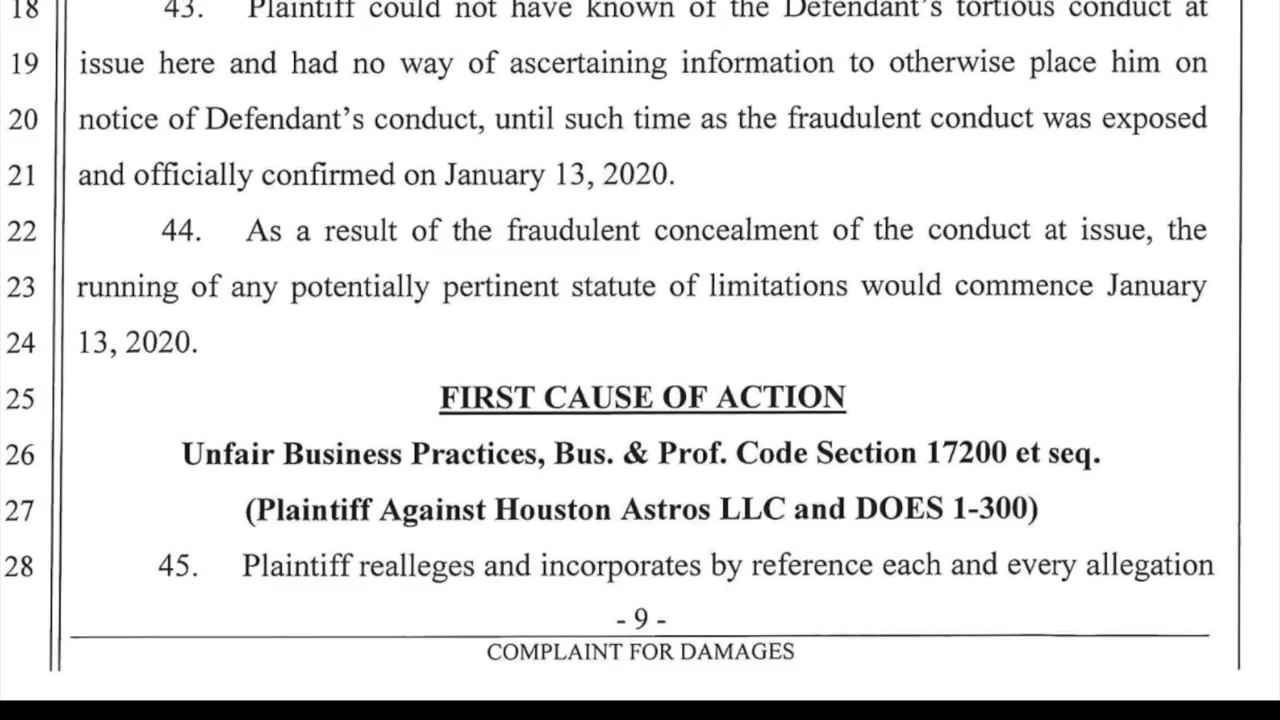 18 43. Plaintiff could not have known of the Defendant's tortious conduct at
19 issue here and had no way of ascertaining information to otherwise place him on
20 notice of Defendant's conduct, until such time as the fraudulent conduct was exposed
21 and officially confirmed on January 13, 2020.
22 44. As a result of the fraudulent concealment of the conduct at issue, the
23 running of any potentially pertinent statute of limitations would commence January
24 13, 2020.
25 FIRST CAUSE OF ACTION
26 Unfair Business Practices, Bus. & Prof. Code Section 17200 et seq.
27 (Plaintiff Against Houston Astros LLC and DOES 1-300)
28 45. Plaintiff realleges and incorporates by reference each and every allegation
- 9 -
COMPLAINT FOR DAMAGES